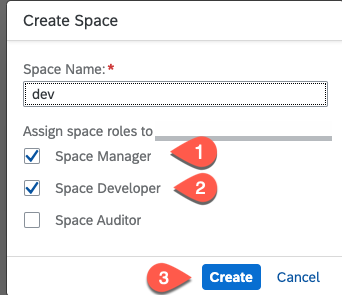 Create Space
Space Name:*
dev
Assign space roles to
Space Manager
1
Space Developer
2
Space Auditor
3
Create
Cancel